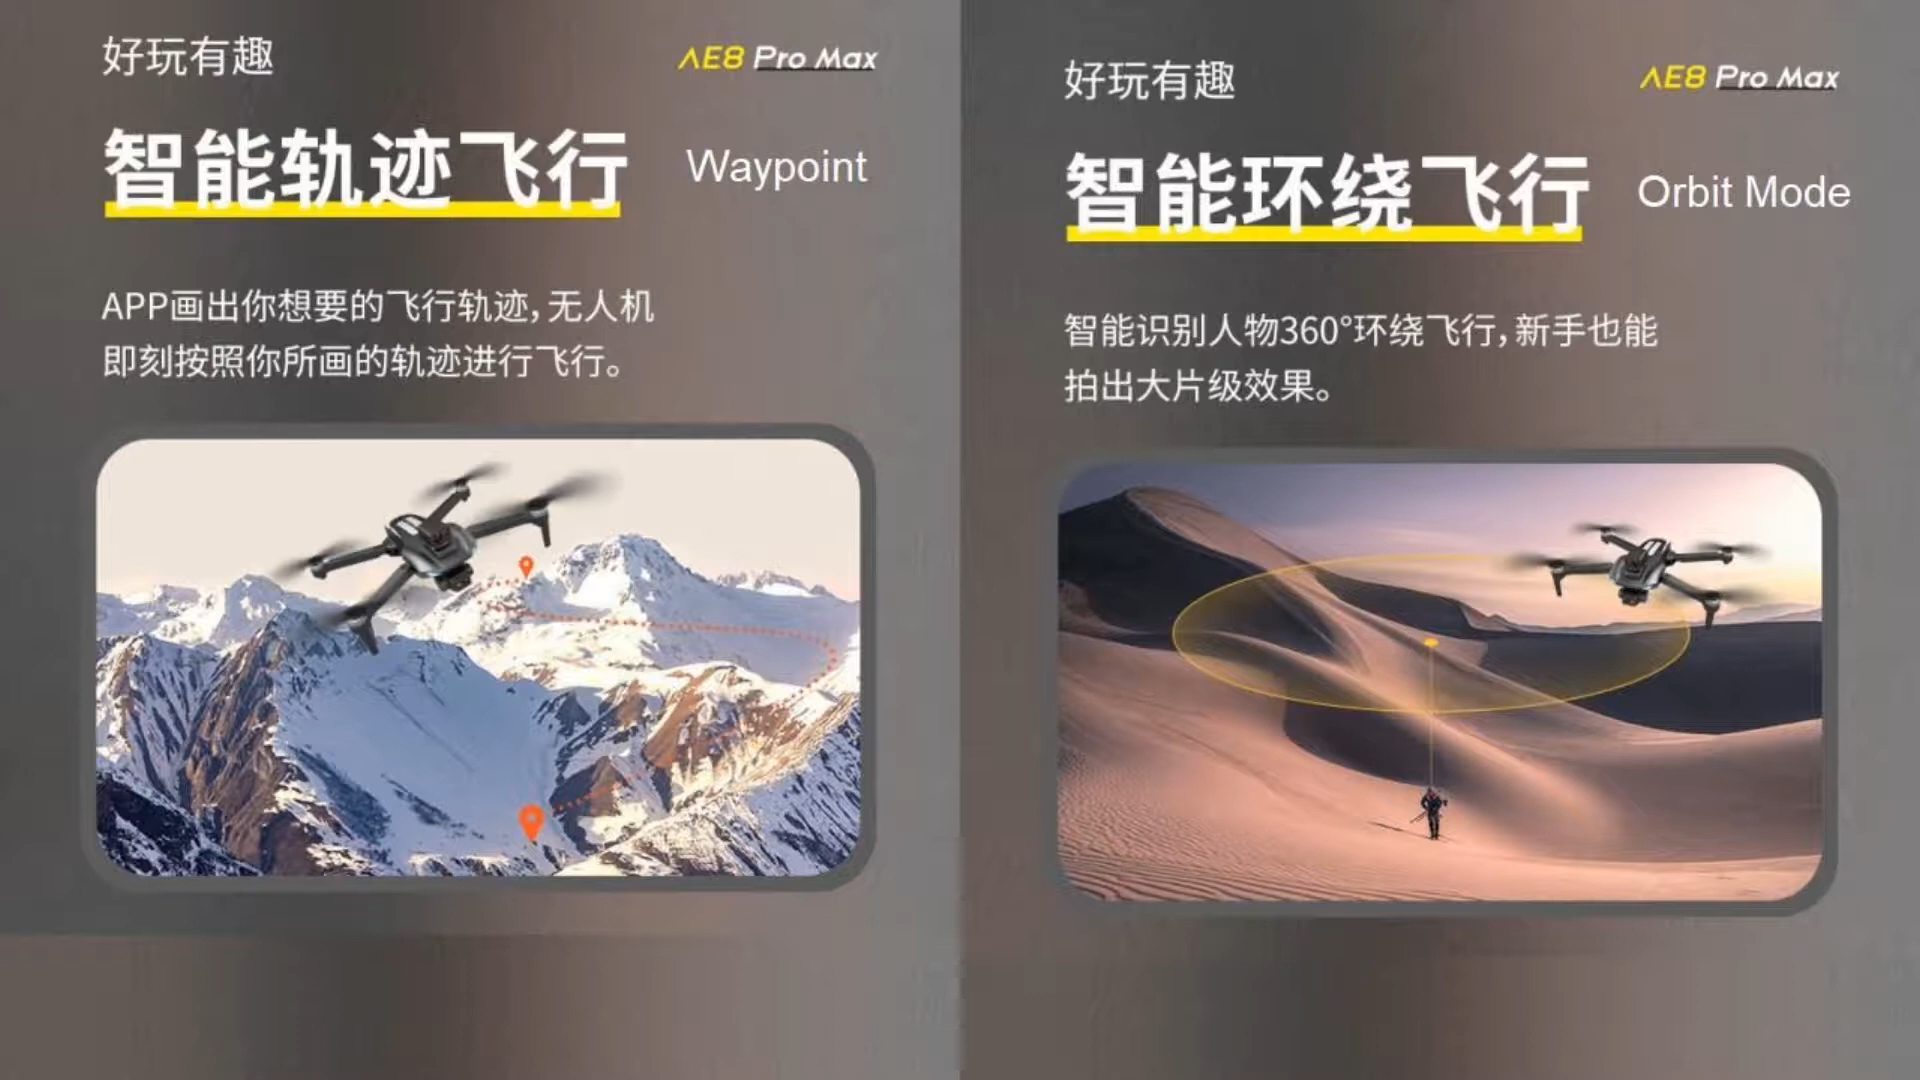 好玩有趣
AE8 Pro Max
智能轨迹飞行
Waypoint
APP画出你想要的飞行轨迹,无人机
即刻按照你所画的轨迹进行飞行。
好玩有趣
AE8 Pro Max
智能环绕飞行
Orbit Mode
智能识别人物360°环绕飞行,新手也能
拍出大片级效果。